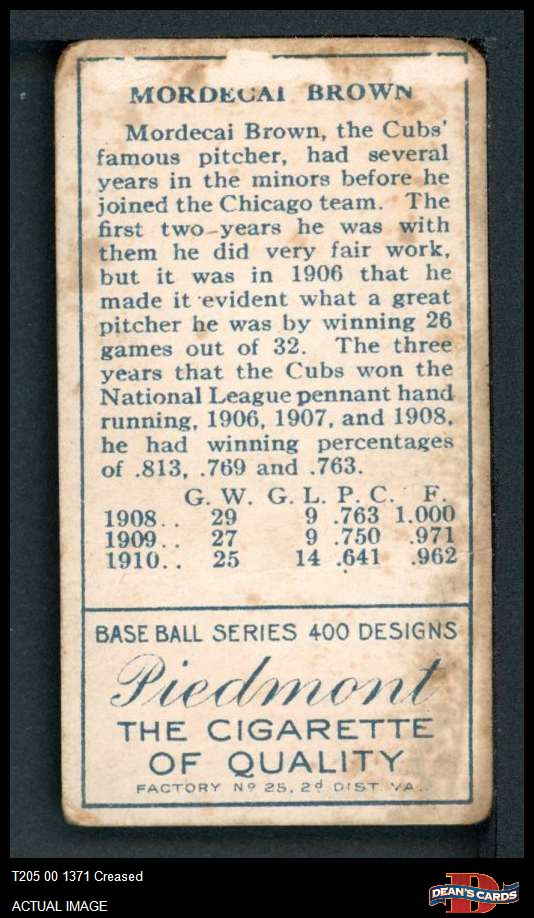 MORDECAI BROWN
Mordecai Brown, the Cubs'
famous pitcher, had several
years in the minors before he
joined the Chicago team. The
first two years he was with
them he did very fair work,
but it was in 1906 that he
made it evident what a great
pitcher he was by winning 26
games out of 32. The three
years that the Cubs won the
National League pennant hand
running, 1906, 1907, and 1908,
he had winning percentages
of .813, .769 and .763.
G. W. G. L. P. C. F.
1908.. 29 9 .763 1.000
1909.. 27 9 .750 .971
1910.. 25 14 .641 .962
BASE BALL SERIES 400 DESIGNS
Piedmont
THE CIGARETTE
OF QUALITY
FACTORY Nº 25, 2d DIST. VA.
T205 00 1371 Creased
ACTUAL IMAGE
D
DEAN'S CARDS